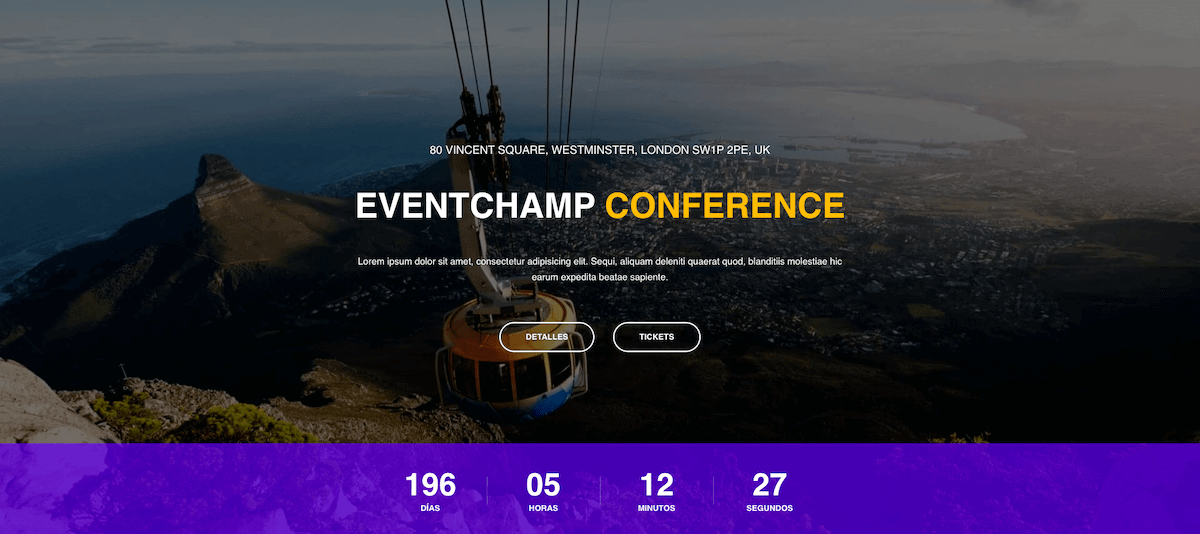 80 VINCENT SQUARE, WESTMINSTER, LONDON SW1P 2PE, UK
EVENTCHAMP CONFERENCE
Lorem ipsum dolor sit amet, consectetur adipisicing elit. Sequi, aliquam deleniti quaerat quod, blanditiis molestiae hic
earum expedita beatae sapiente.
DETALLES TICKETS
196 05 12 27
DÍAS HORAS MINUTOS SEGUNDOS